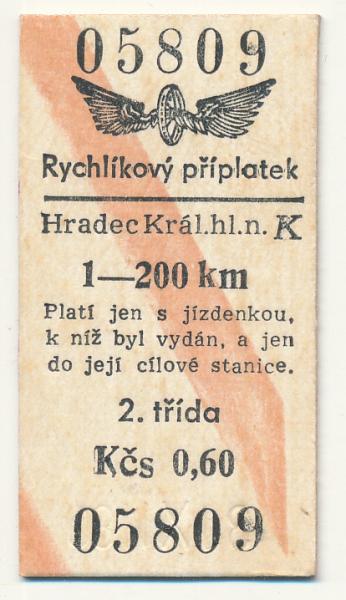 05809
Rychlíkový příplatek
Hradec Král.hl.n. K
1—200 km
Platí jen s jízdenkou,
k níž byl vydán, a jen
do její cílové stanice.
2. třída
Kčs 0,60
05809